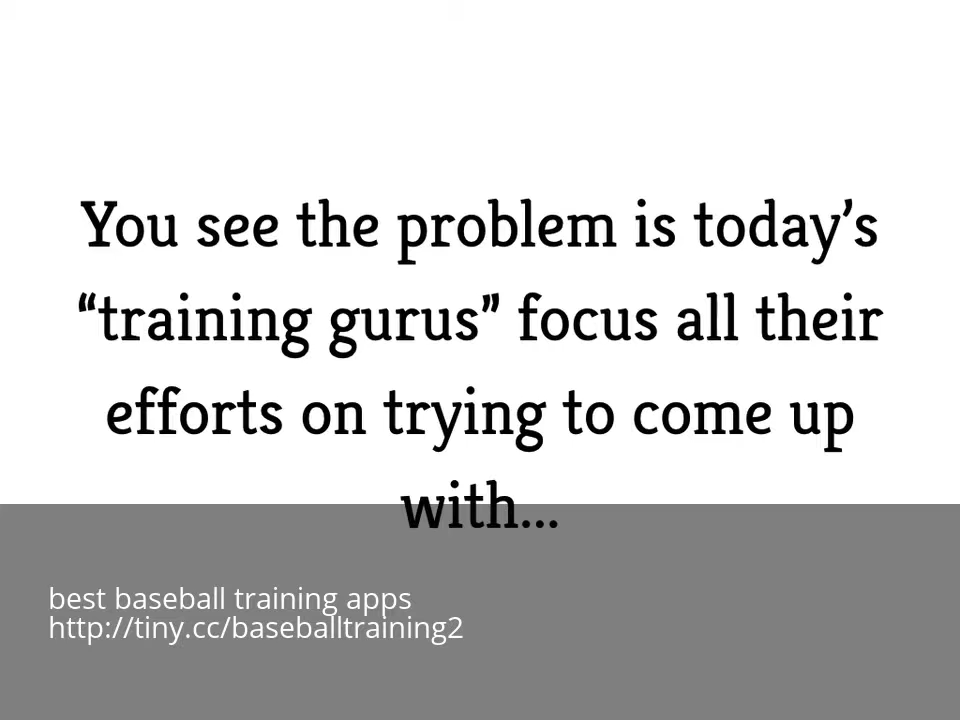 You see the problem is today’s
“training gurus” focus all their
efforts on trying to come up
with...
best baseball training apps
http://tiny.cc/baseballtraining2